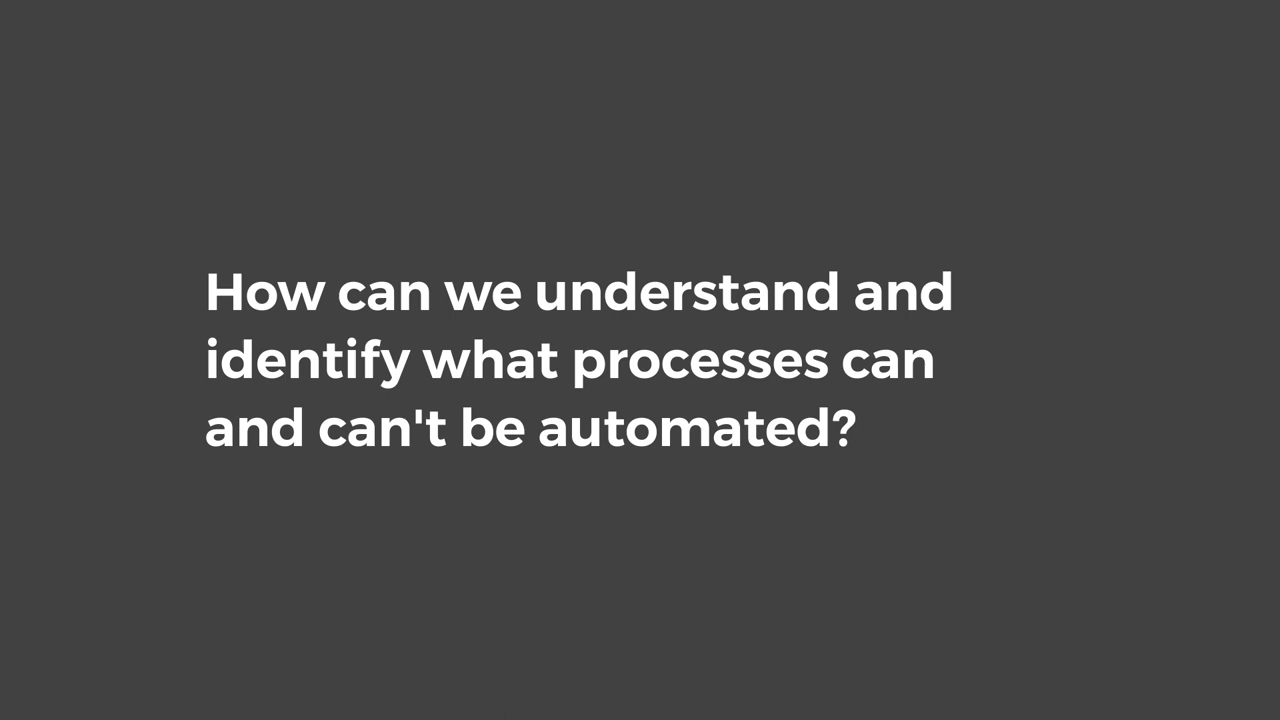 How can we understand and
identify what processes can
and can't be automated?